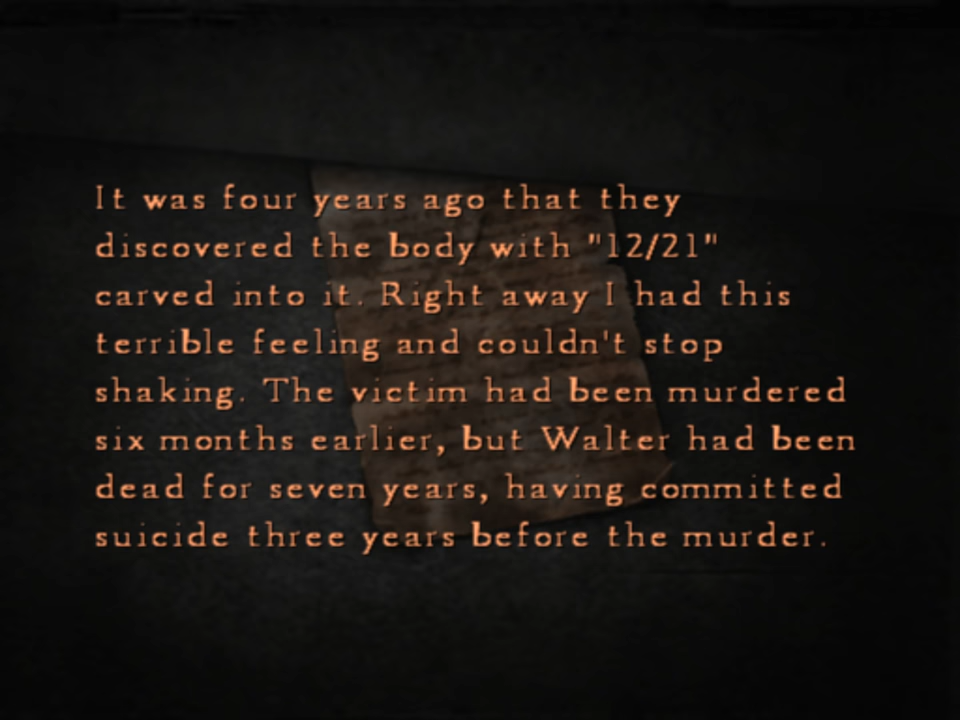 It was four years ago that they
discovered the body with "12/21"
carved into it. Right away I had this
terrible feeling and couldn't stop
shaking. The victim had been murdered
six months earlier, but Walter had been
dead for seven years, having committed
suicide three years before the murder.